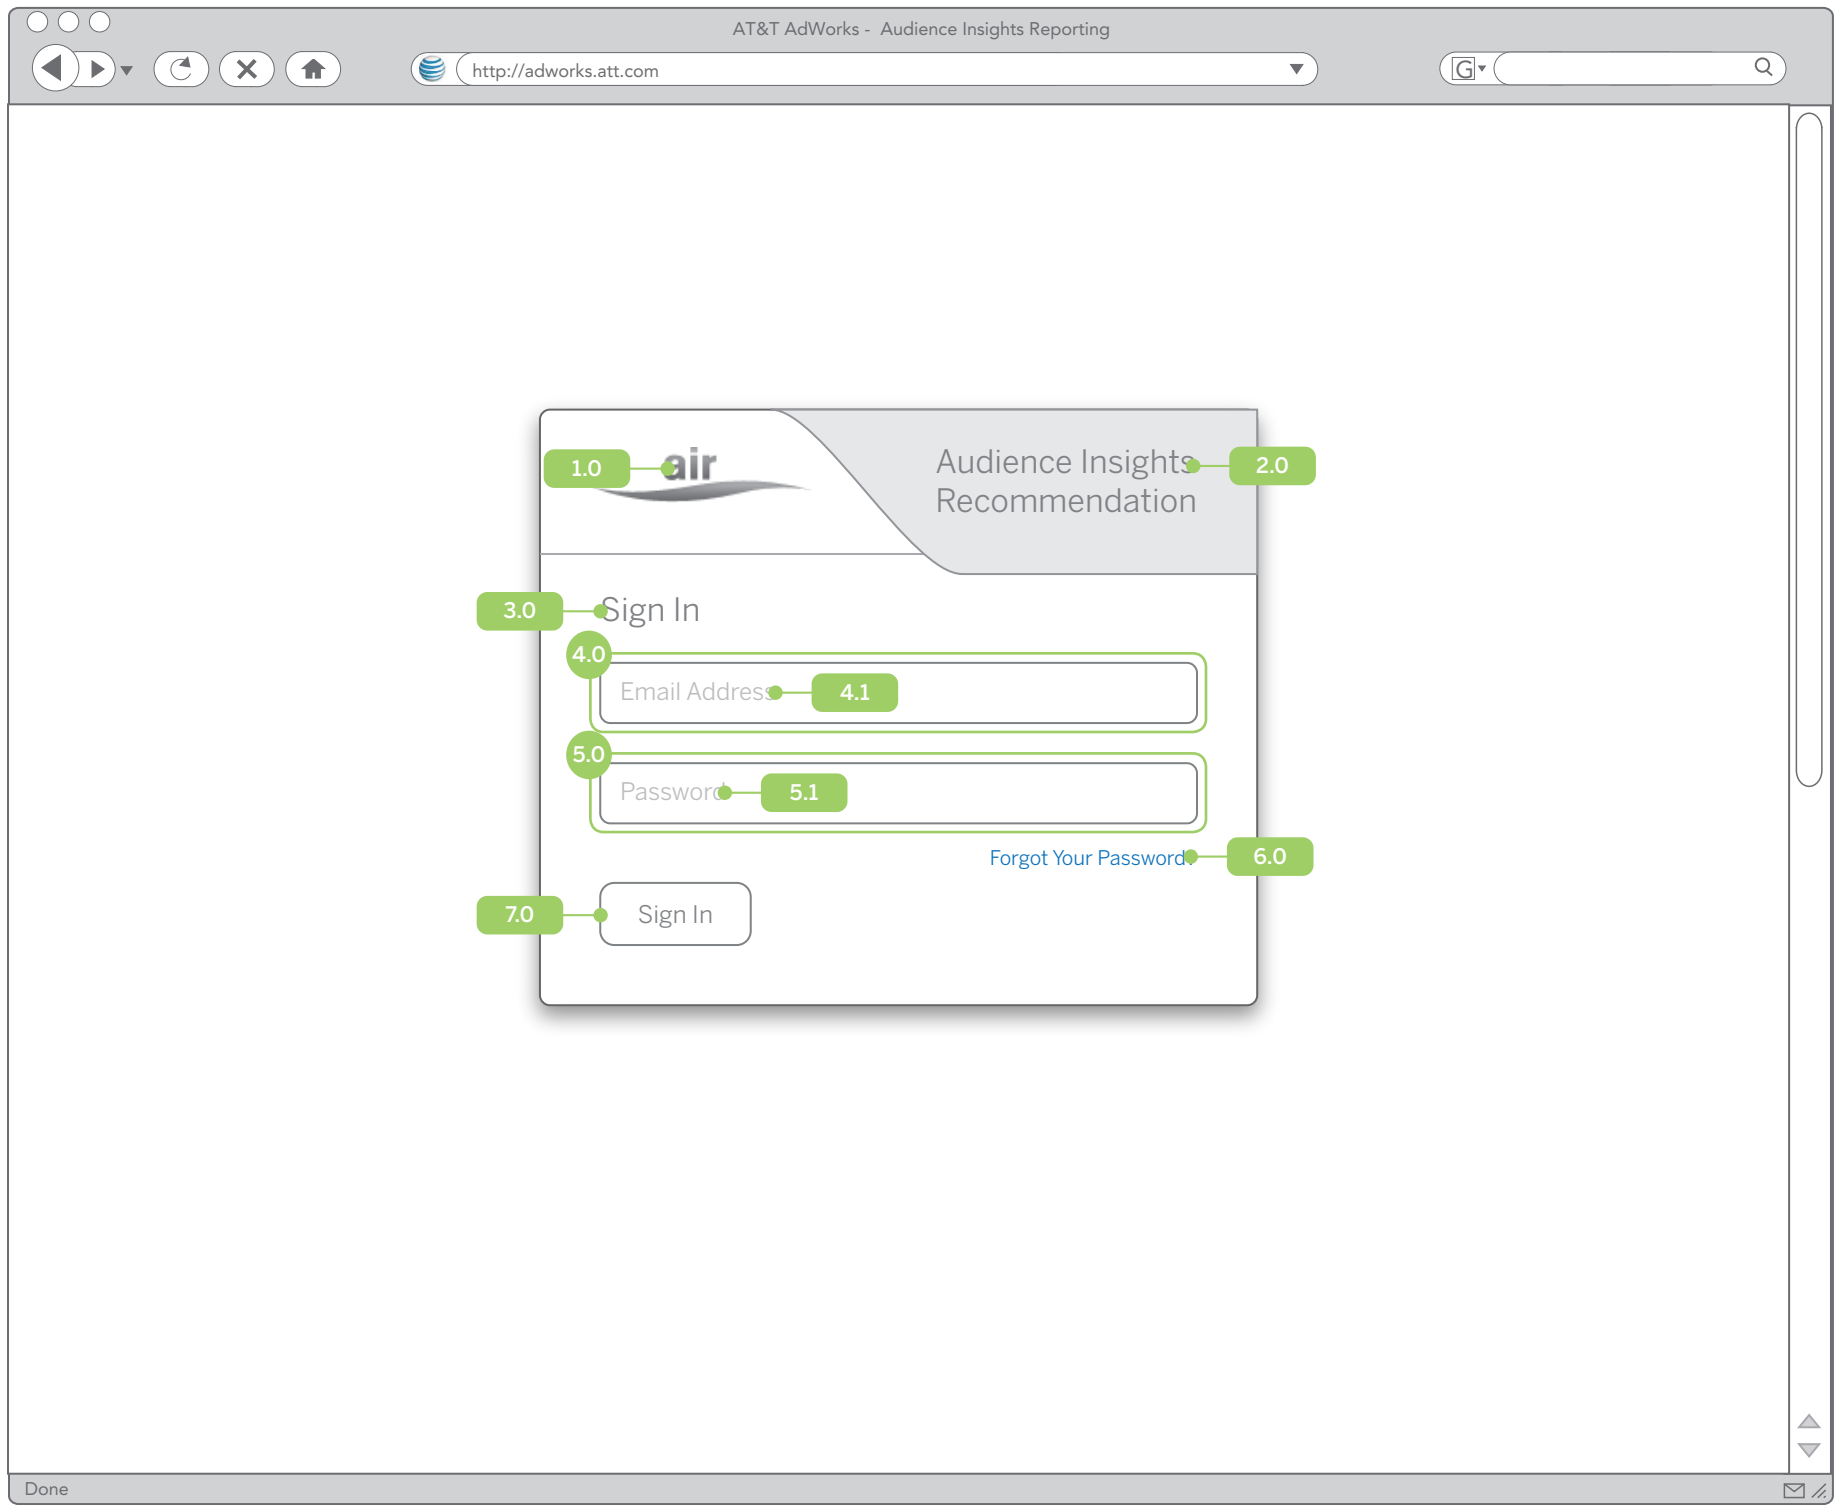 AT&T AdWorks - Audience Insights Reporting
http://adworks.att.com
G
1.0
air
Audience Insights
2.0
Recommendation
3.0
Sign In
4.0
Email Address
4.1
5.0
Password
5.1
Forgot Your Password?
6.0
7.0
Sign In
Done